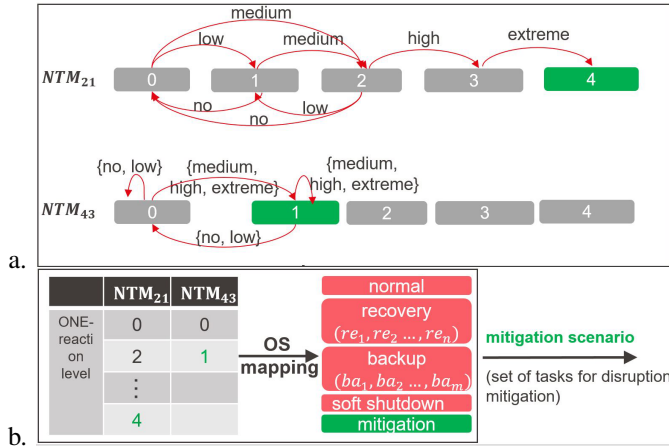 medium
low
medium
high
extreme
NTM₂₁
0
1
2
3
4
no
low
no
{no, low}
{medium,
high, extreme}
{medium,
high, extreme}
NTM₄₃
0
1
2
3
4
{no, low}
a.
NTM₂₁ NTM₄₃
ONE-
reacti
on
level
0 0
2 1
⋮
4
OS
mapping
normal
recovery
(re₁, re₂ …, reₙ)
backup
(ba₁, ba₂ …, baₘ)
soft shutdown
mitigation
mitigation scenario
(set of tasks for disruption
mitigation)
b.